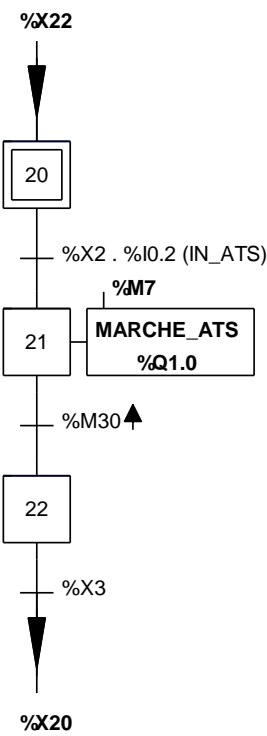 %X22
20
%X2 . %I0.2 (IN_ATS)
%M7
21
MARCHE_ATS
%Q1.0
%M30
22
%X3
%X20